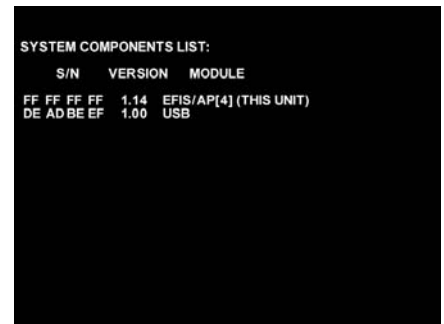 SYSTEM COMPONENTS LIST:
S/N VERSION MODULE
FF FF FF FF 1.14 EFIS/AP[4] (THIS UNIT)
DE AD BE EF 1.00 USB